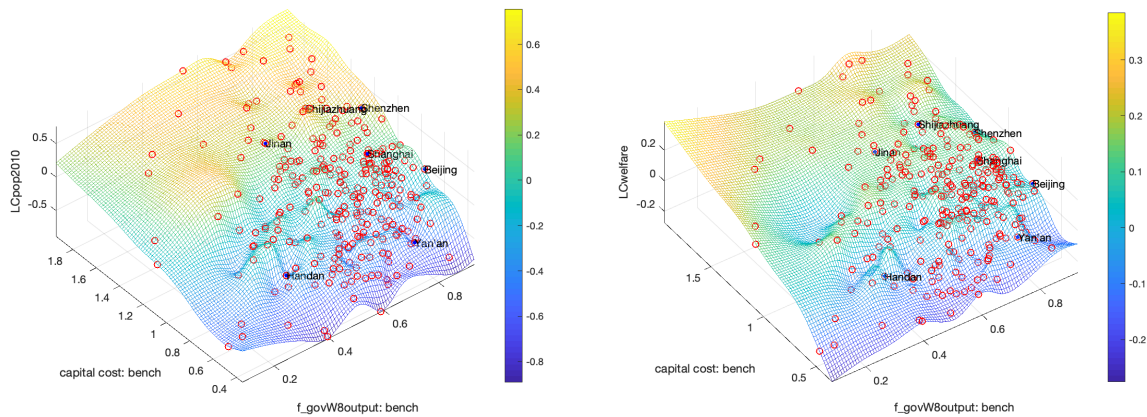 0.6
0.4
0.2
0
-0.2
-0.4
-0.6
-0.8
LCpop2010
0.5
0
-0.5
1.8
1.6
1.4
1.2
1
0.8
0.6
0.4
capital cost: bench
0.2
0.4
0.6
0.8
f_govW8output: bench
Shijiazhuang
Shenzhen
Jinan
Shanghai
Beijing
Yan'an
Handan
0.3
0.2
0.1
0
-0.1
-0.2
LCwelfare
0.2
0
-0.2
1.5
1
0.5
capital cost: bench
0.2
0.4
0.6
0.8
f_govW8output: bench
Shijiazhuang
Shenzhen
Jinan
Shanghai
Beijing
Yan'an
Handan